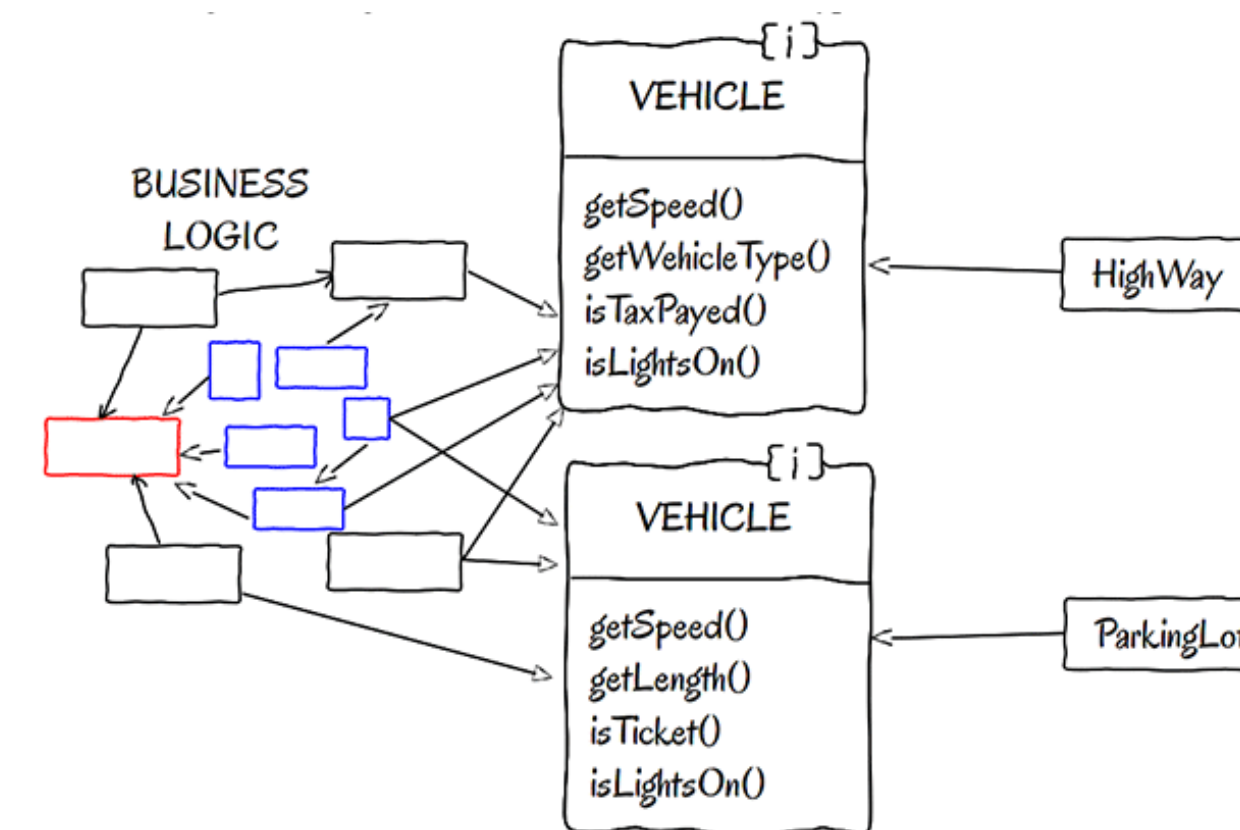 [i]
VEHICLE
getSpeed()
getWehicleType()
isTaxPayed()
isLightsOn()
BUSINESS
LOGIC
HighWay
[i]
VEHICLE
getSpeed()
getLength()
isTicket()
isLightsOn()
ParkingLot